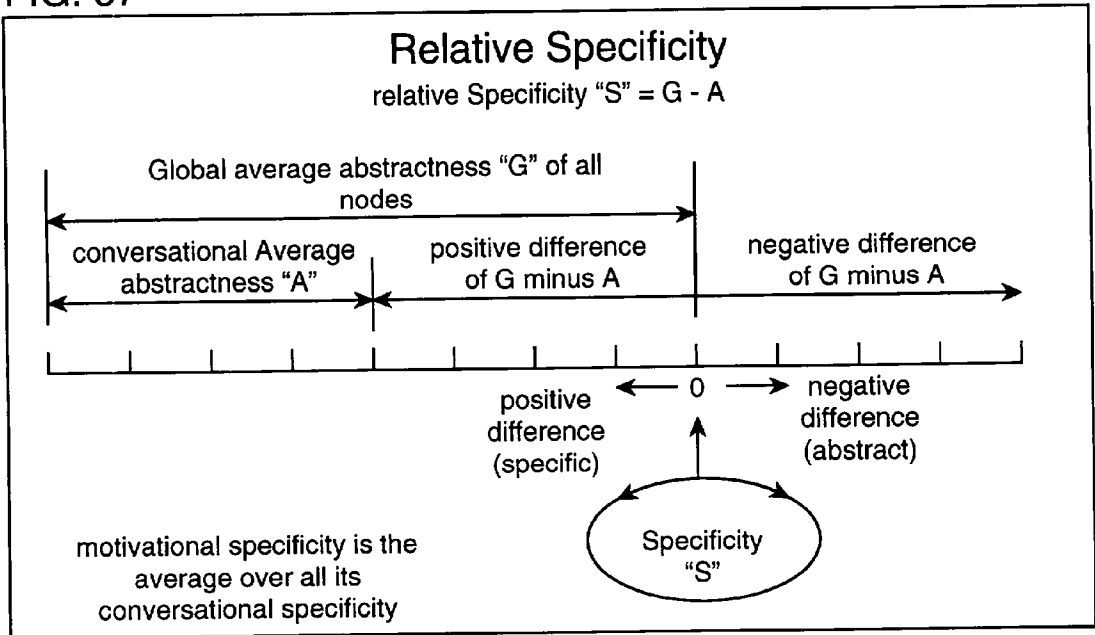 Relative Specificity
relative Specificity “S” = G - A
Global average abstractness “G” of all
nodes
conversational Average
abstractness “A”
positive difference
of G minus A
negative difference
of G minus A
0
positive
difference
(specific)
negative
difference
(abstract)
Specificity
“S”
motivational specificity is the
average over all its
conversational specificity